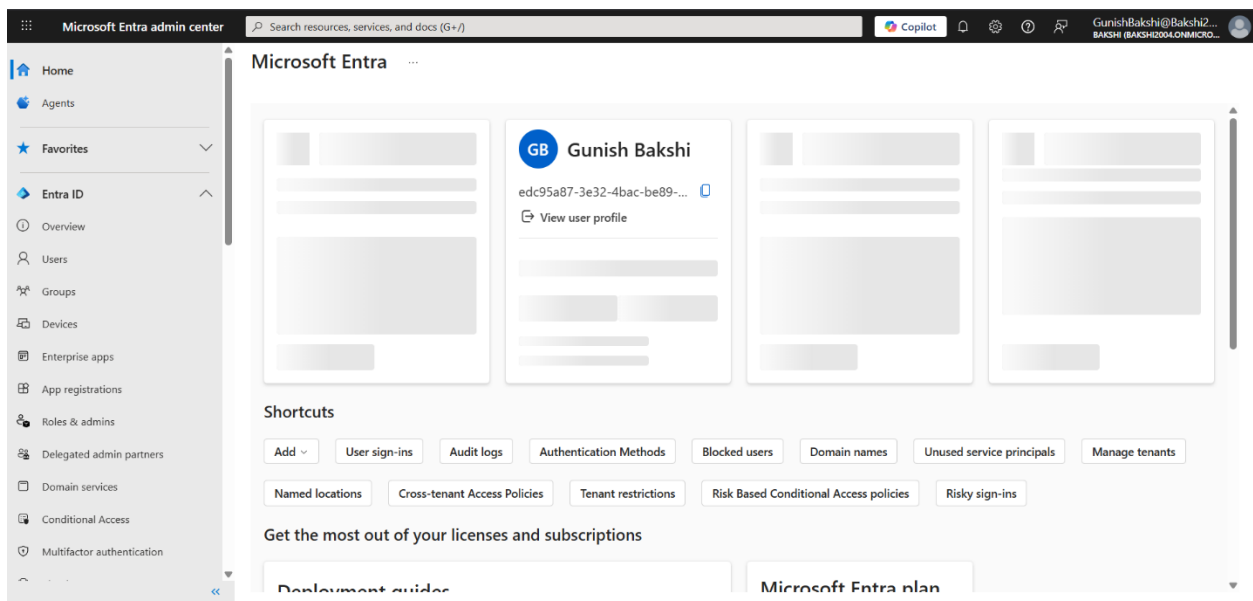 Microsoft Entra admin center
Search resources, services, and docs (G+/)
Copilot
GunishBakshi@Bakshi2...
BAKSHI (BAKSHI2004.ONMICRO...
Home
Agents
Favorites
Entra ID
Overview
Users
Groups
Devices
Enterprise apps
App registrations
Roles & admins
Delegated admin partners
Domain services
Conditional Access
Multifactor authentication
Microsoft Entra ...
GB Gunish Bakshi
edc95a87-3e32-4bac-be89-...
View user profile
Shortcuts
Add User sign-ins Audit logs Authentication Methods Blocked users Domain names Unused service principals Manage tenants
Named locations Cross-tenant Access Policies Tenant restrictions Risk Based Conditional Access policies Risky sign-ins
Get the most out of your licenses and subscriptions
Deployment guides
Microsoft Entra plan